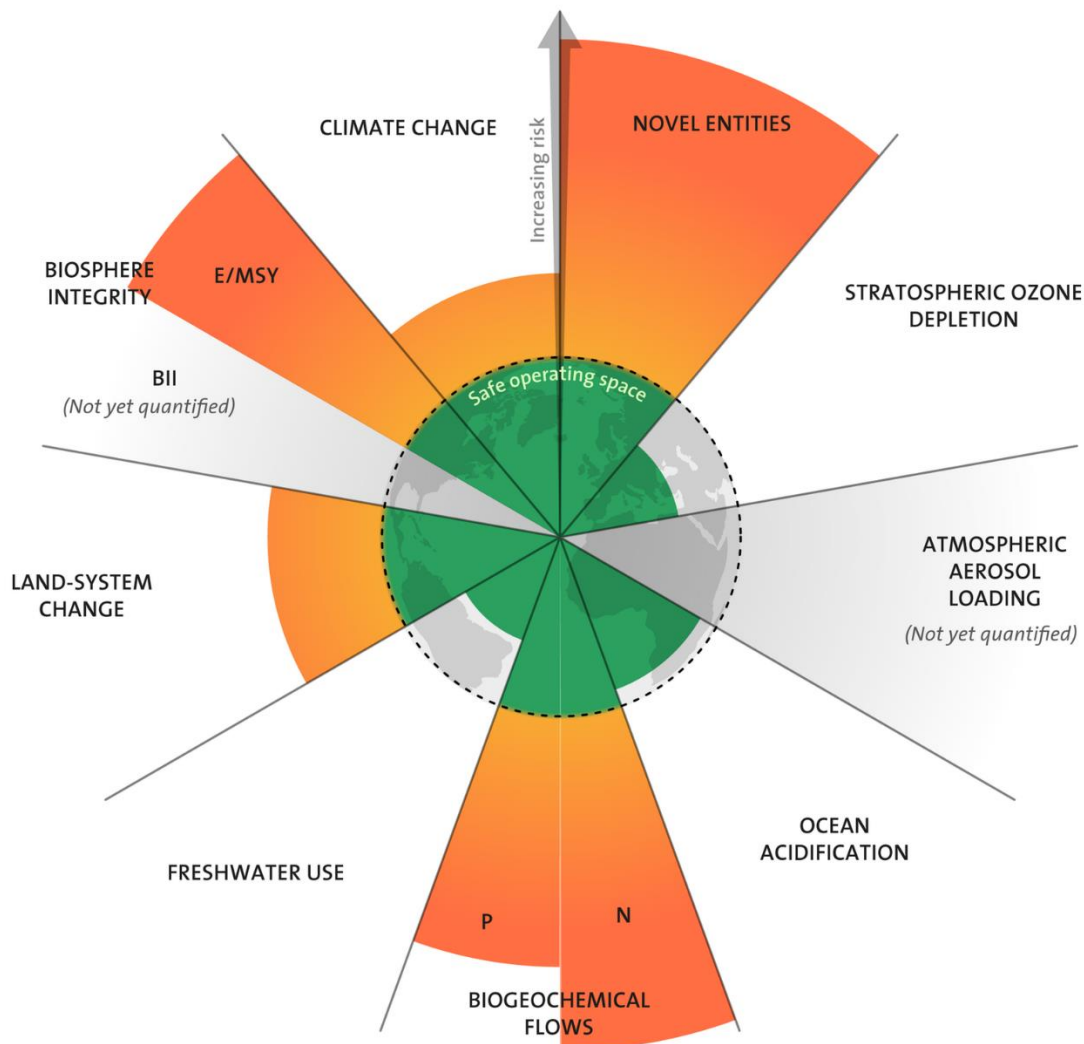 CLIMATE CHANGE
Increasing risk
NOVEL ENTITIES
BIOSPHERE
INTEGRITY
E/MSY
STRATOSPHERIC OZONE
DEPLETION
BII
(Not yet quantified)
Safe operating space
LAND-SYSTEM
CHANGE
ATMOSPHERIC
AEROSOL
LOADING
(Not yet quantified)
FRESHWATER USE
OCEAN
ACIDIFICATION
P
N
BIOGEOCHEMICAL
FLOWS